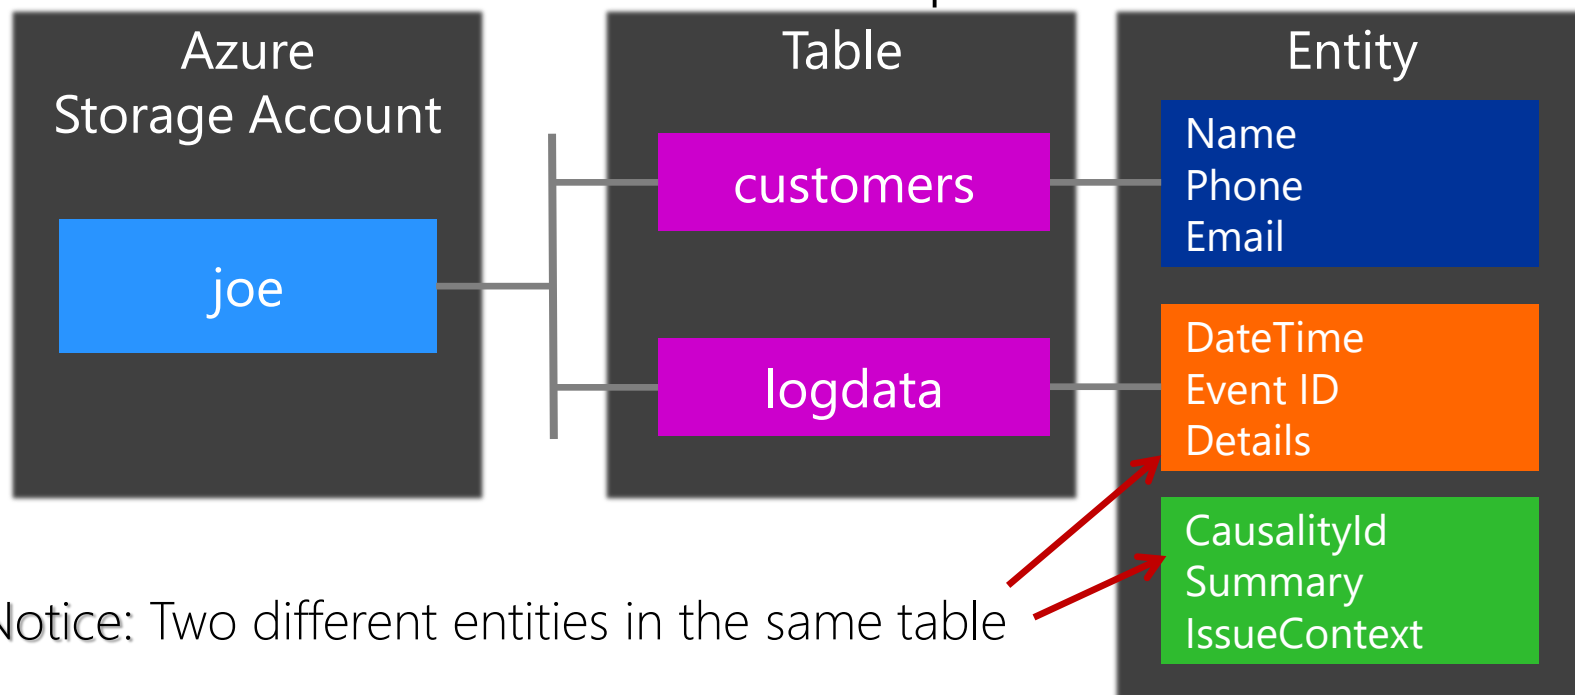 Azure
Storage Account
joe
Table
customers
logdata
Entity
Name
Phone
Email
DateTime
Event ID
Details
CausalityId
Summary
IssueContext
Notice: Two different entities in the same table